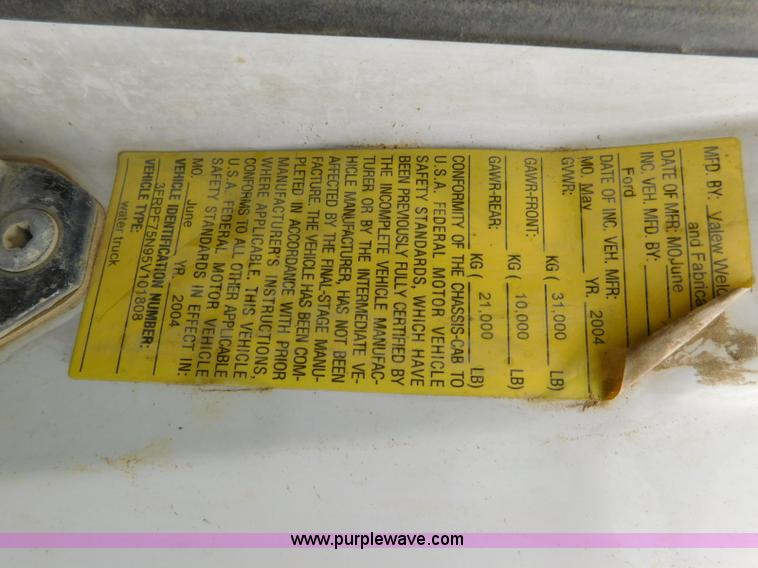 MFD. BY: Valew Weld
and Fabrica
DATE OF MFR: MO. June
INC. VEH. MFD BY:
Ford
DATE OF INC. VEH. MFR:
MO. May YR. 2004
GVWR: KG ( 31,000 LB)
GAWR-FRONT: KG ( 10,000 LB)
GAWR-REAR: KG ( 21,000 LB)
CONFORMITY OF THE CHASSIS-CAB TO
U.S.A. FEDERAL MOTOR VEHICLE
SAFETY STANDARDS, WHICH HAVE
BEEN PREVIOUSLY FULLY CERTIFIED BY
THE INCOMPLETE VEHICLE MANUFAC-
TURER OR BY THE INTERMEDIATE VE-
HICLE MANUFACTURER, HAS NOT BEEN
AFFECTED BY THE FINAL-STAGE MANU-
FACTURE. THE VEHICLE HAS BEEN COM-
PLETED IN ACCORDANCE WITH PRIOR
MANUFACTURER'S INSTRUCTIONS,
WHERE APPLICABLE. THIS VEHICLE
CONFORMS TO ALL OTHER APPLICABLE
U.S.A. FEDERAL MOTOR VEHICLE
SAFETY STANDARDS IN EFFECT IN:
MO. June YR. 2004
VEHICLE IDENTIFICATION NUMBER:
3FRPF75N95V101808
VEHICLE TYPE:
water truck
www.purplewave.com